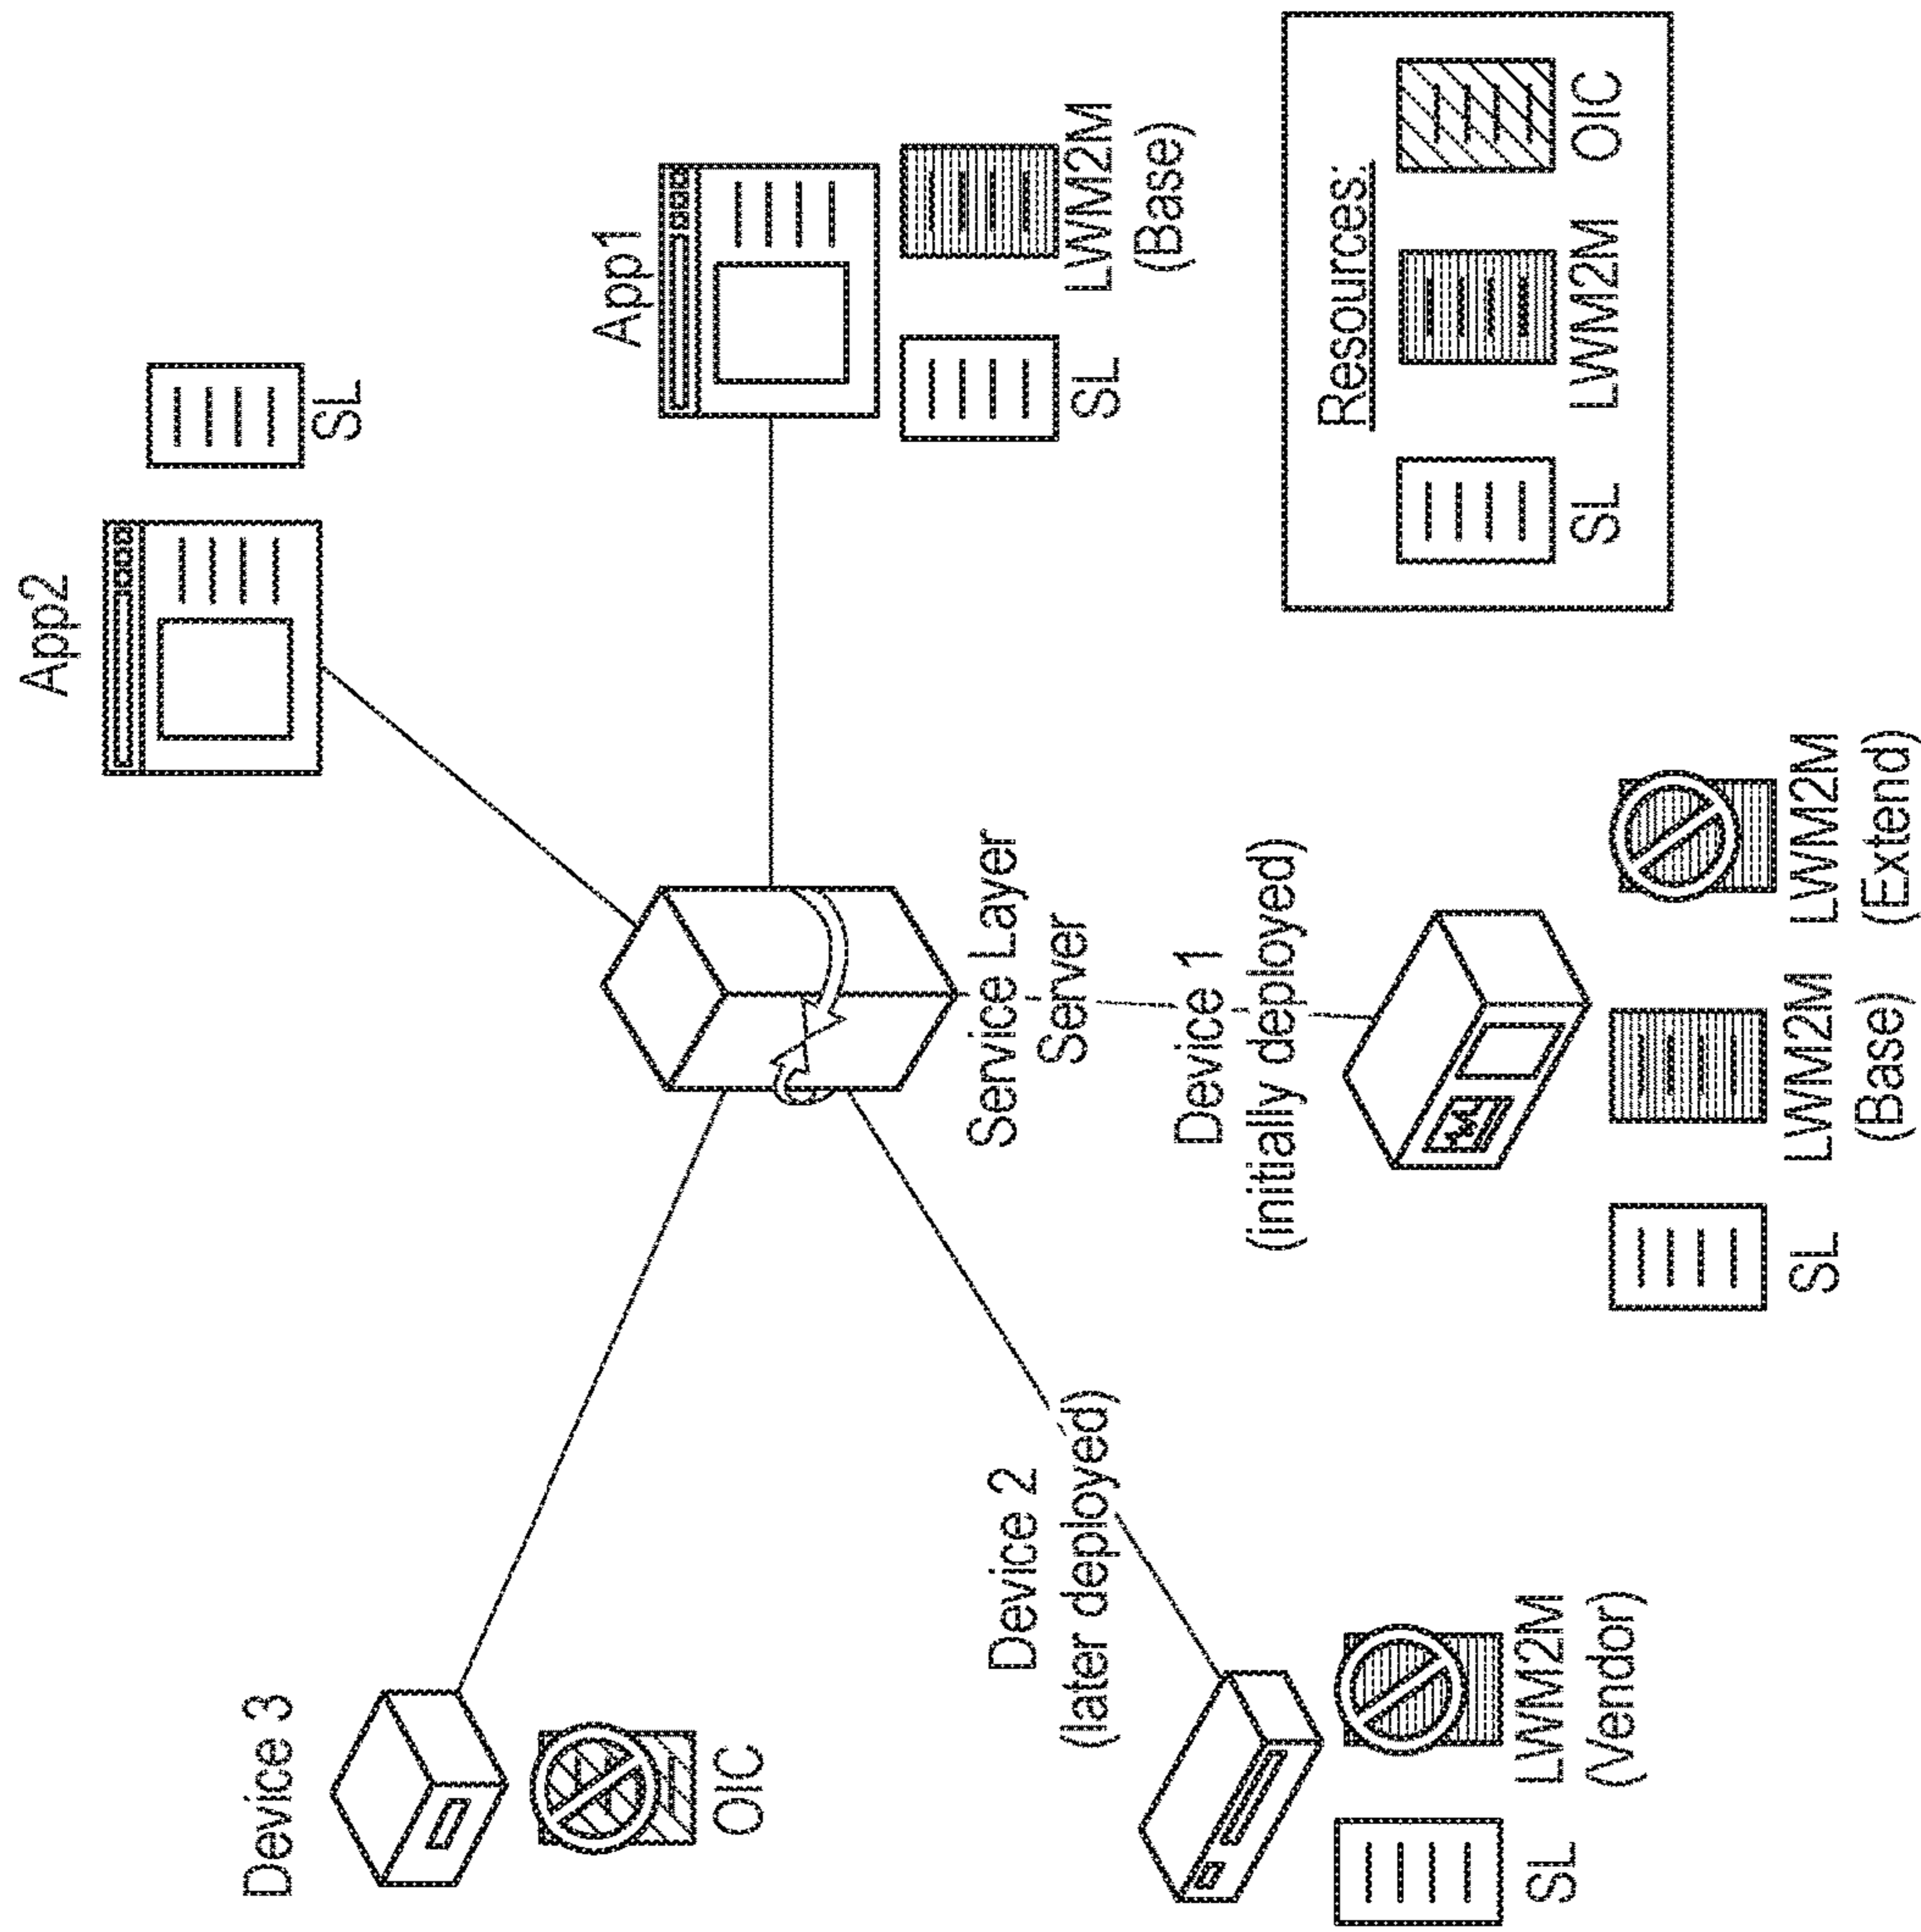 Device 3
OIC
Device 2
(later deployed)
SL
LWM2M
(Vendor)
App2
SL
Service Layer
Server
Device 1
(initially deployed)
SL
LWM2M
(Base)
LWM2M
(Extend)
App1
SL
LWM2M
(Base)
Resources:
SL
LWM2M
OIC